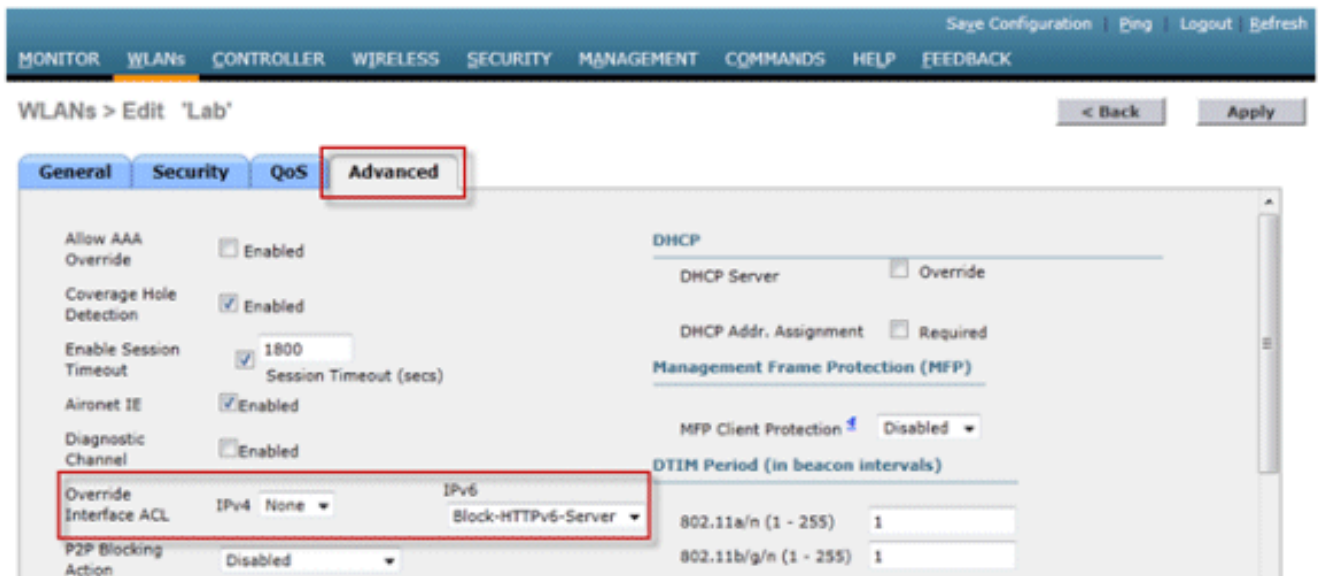 Save Configuration | Ping | Logout | Refresh
MONITOR WLANs CONTROLLER WIRELESS SECURITY MANAGEMENT COMMANDS HELP FEEDBACK
WLANs > Edit 'Lab'
< Back Apply
General Security QoS Advanced
Allow AAA
Override
Enabled
Coverage Hole
Detection
Enabled
Enable Session
Timeout
1800
Session Timeout (secs)
Aironet IE
Enabled
Diagnostic
Channel
Enabled
Override
Interface ACL
IPv4 None
IPv6
Block-HTTPv6-Server
P2P Blocking
Action
Disabled
DHCP
DHCP Server Override
DHCP Addr. Assignment Required
Management Frame Protection (MFP)
MFP Client Protection 4 Disabled
DTIM Period (in beacon intervals)
802.11a/n (1 - 255) 1
802.11b/g/n (1 - 255) 1